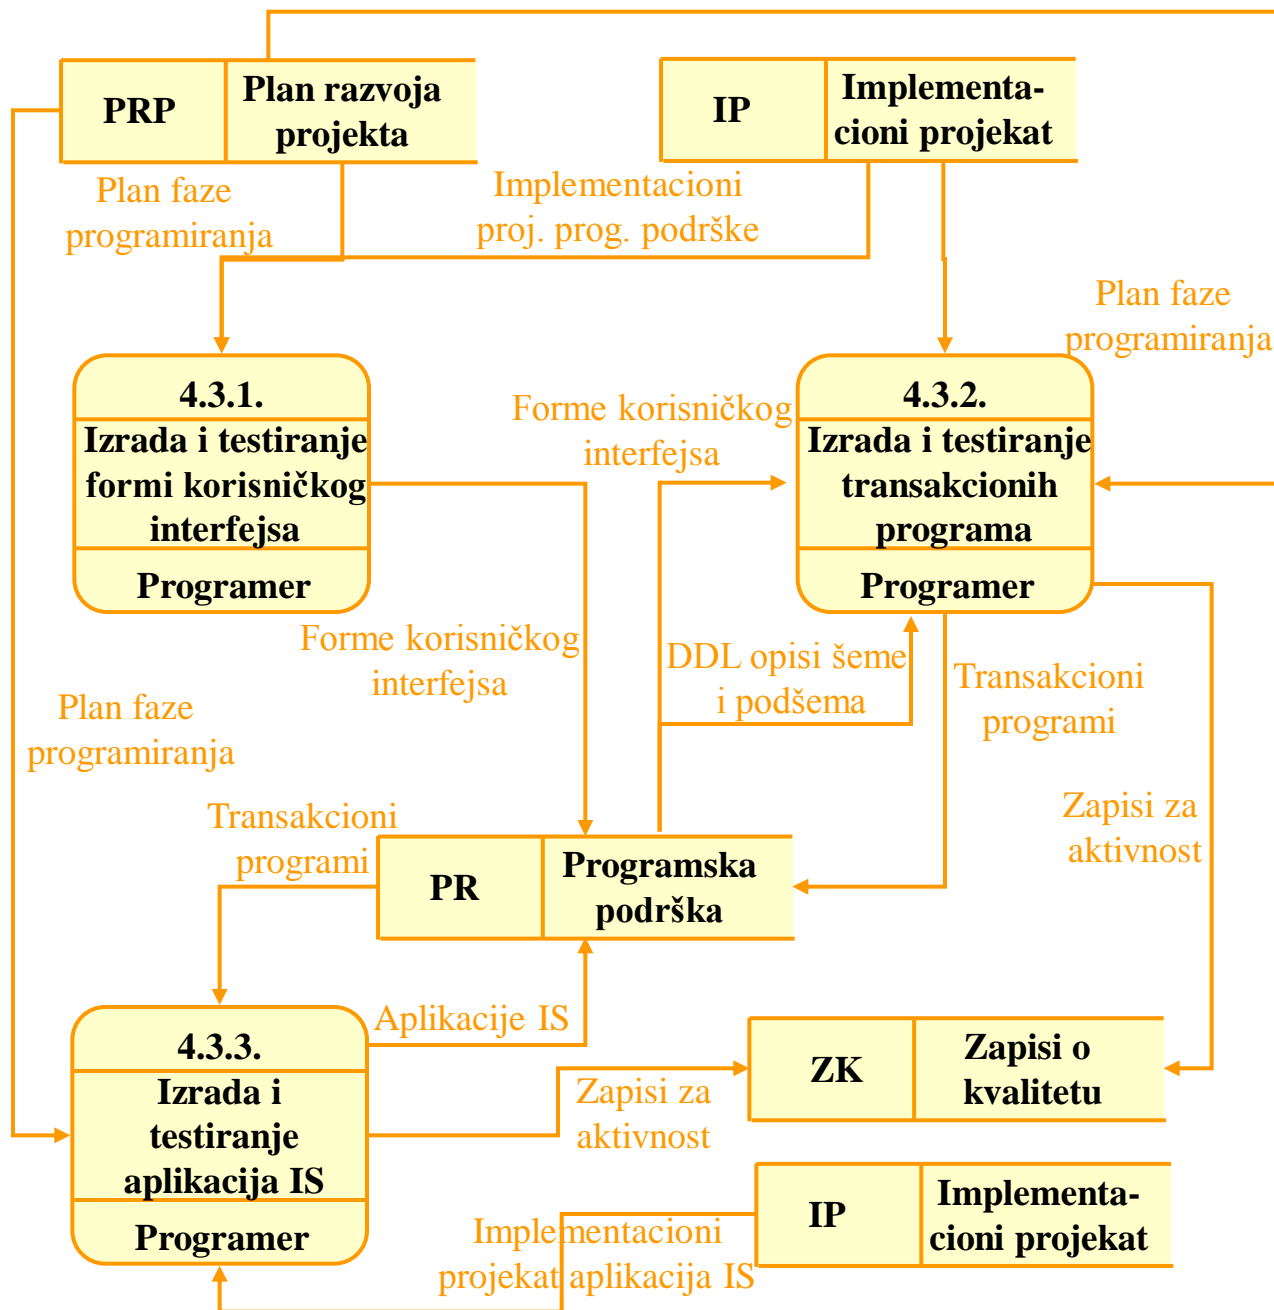 PRP
Plan razvoja
projekta
IP
Implementa-
cioni projekat
Plan faze
programiranja
Implementacioni
proj. prog. podrške
Plan faze
programiranja
4.3.1.
Izrada i testiranje
formi korisničkog
interfejsa
Programer
Forme korisničkog
interfejsa
4.3.2.
Izrada i testiranje
transakcionih
programa
Programer
Forme korisničkog
interfejsa
DDL opisi šeme
i podšema
Transakcioni
programi
Plan faze
programiranja
Zapisi za
aktivnost
Transakcioni
programi
PR
Programska
podrška
Aplikacije IS
4.3.3.
Izrada i
testiranje
aplikacija IS
Programer
Zapisi za
aktivnost
ZK
Zapisi o
kvalitetu
Implementacioni
projekat aplikacija IS
IP
Implementa-
cioni projekat